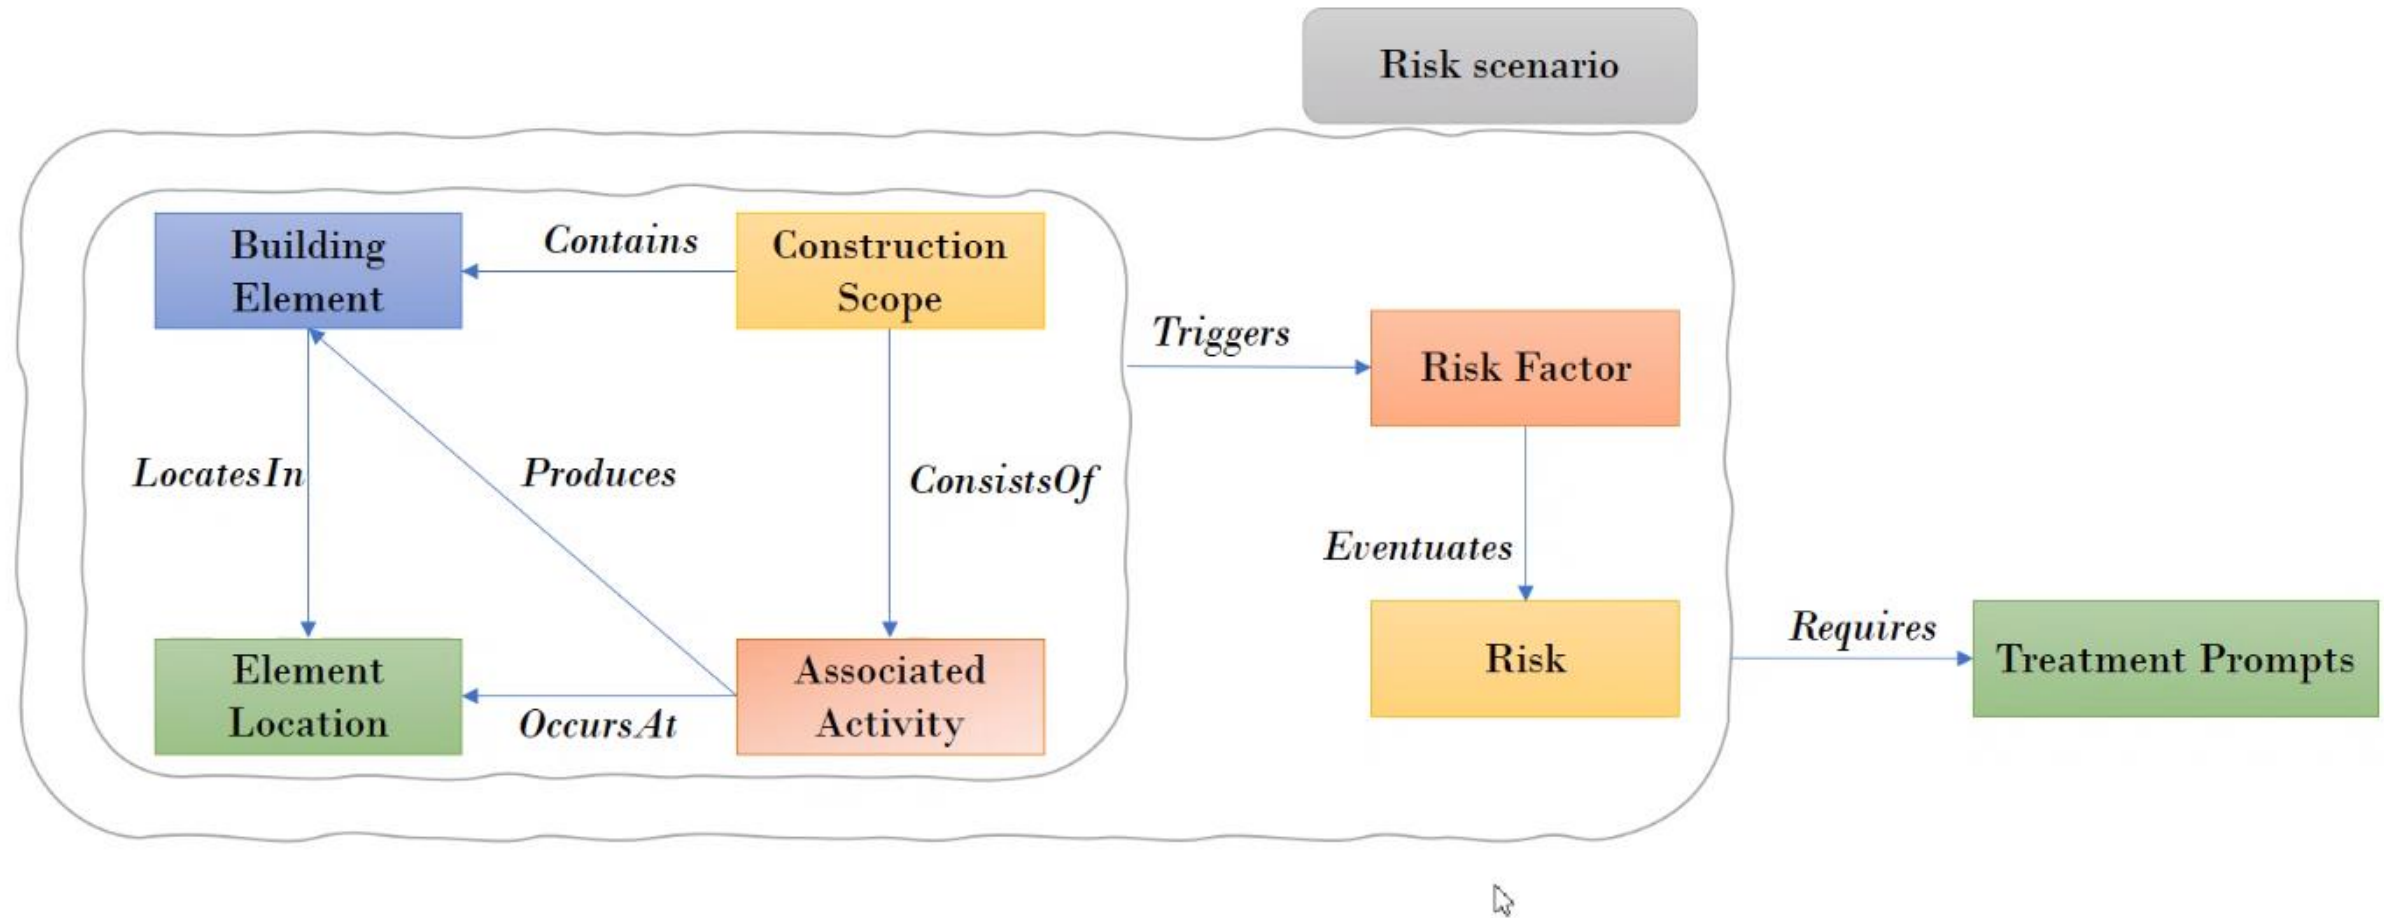 Risk scenario
Building
Element
Contains
Construction
Scope
Triggers
Risk Factor
LocatesIn
Produces
ConsistsOf
Eventuates
Element
Location
OccursAt
Associated
Activity
Risk
Requires
Treatment Prompts